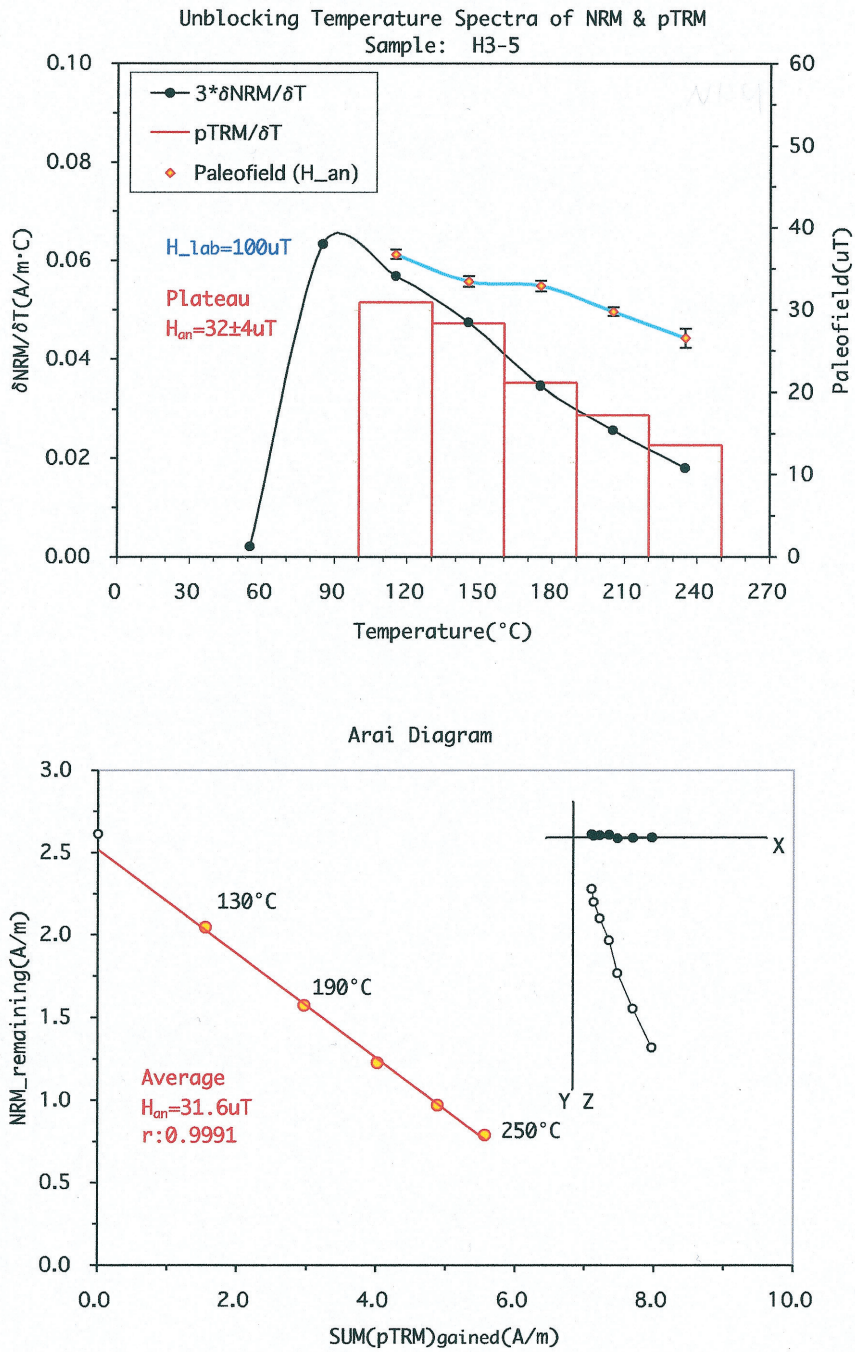 Unblocking Temperature Spectra of NRM & pTRM
Sample: H3-5
3*δNRM/δT
pTRM/δT
Paleofield (H_an)
H_lab=100uT
Plateau
Han=32±4uT
δNRM/δT(A/m·C)
0.10
0.08
0.06
0.04
0.02
0.00
60
50
40
30
20
10
0
Paleofield(uT)
0 30 60 90 120 150 180 210 240 270
Temperature(°C)
Arai Diagram
NRM_remaining(A/m)
3.0
2.5
2.0
1.5
1.0
0.5
0.0
130°C
190°C
250°C
Average
Han=31.6uT
r:0.9991
X
Y Z
0.0 2.0 4.0 6.0 8.0 10.0
SUM(pTRM)gained(A/m)